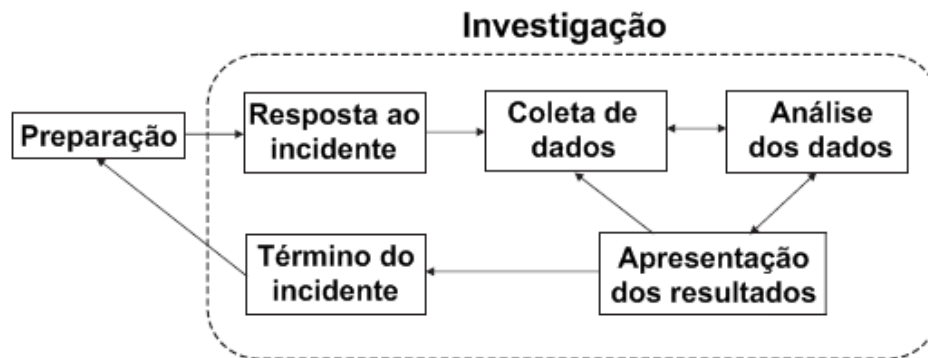 Investigação
Preparação
Resposta ao
incidente
Coleta de
dados
Análise
dos dados
Término do
incidente
Apresentação
dos resultados